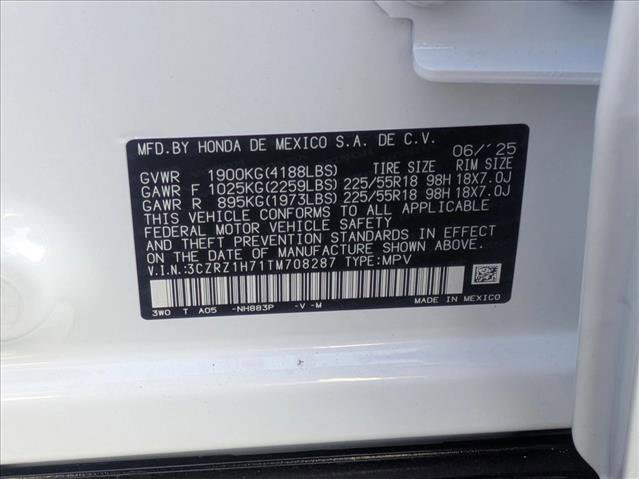 MFD.BY HONDA DE MEXICO S.A. DE C.V. 06/'25
TIRE SIZE RIM SIZE
GVWR 1900KG(4188LBS)
GAWR F 1025KG(2259LBS) 225/55R18 98H 18X7.0J
GAWR R 895KG(1973LBS) 225/55R18 98H 18X7.0J
THIS VEHICLE CONFORMS TO ALL APPLICABLE
FEDERAL MOTOR VEHICLE SAFETY STANDARDS IN EFFECT
ON THE DATE OF MANUFACTURE SHOWN ABOVE.
V.I.N.:3CZRZ1H71TM708287 TYPE:MPV
3W0 T A05 -NH883P -V -M MADE IN MEXICO